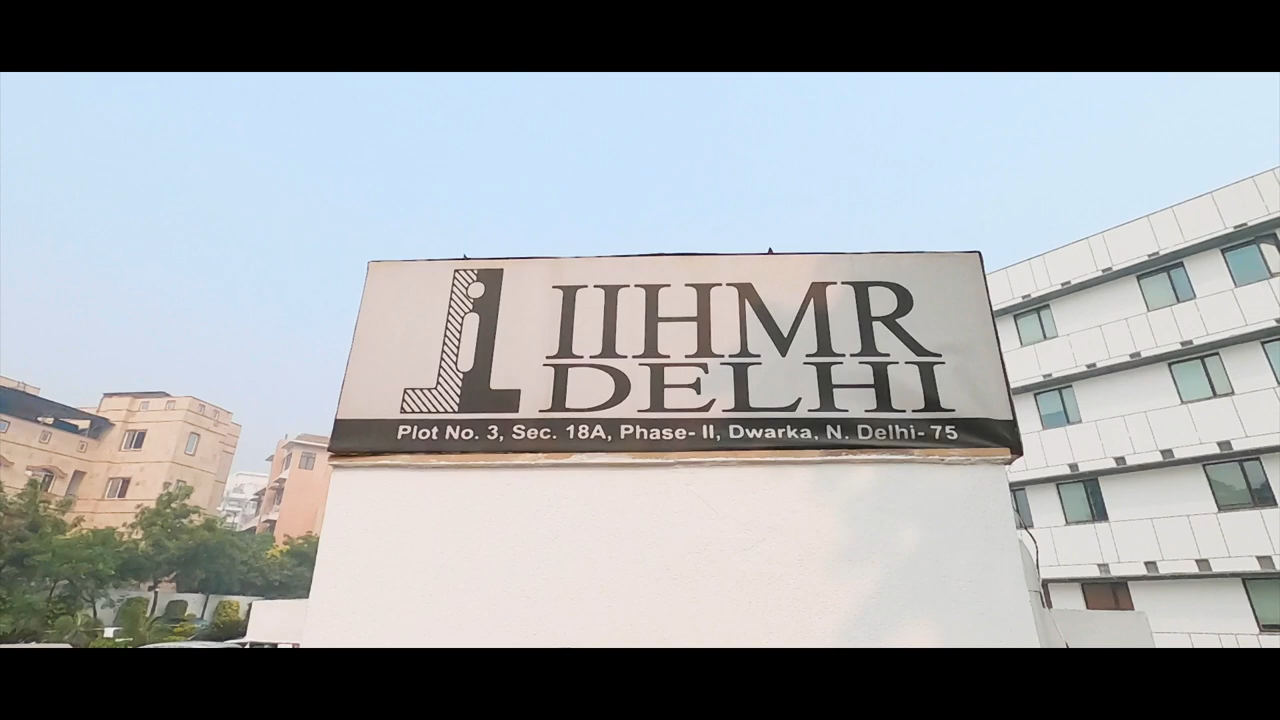 IIHMR
DELHI
Plot No. 3, Sec. 18A, Phase- II, Dwarka, N. Delhi- 75